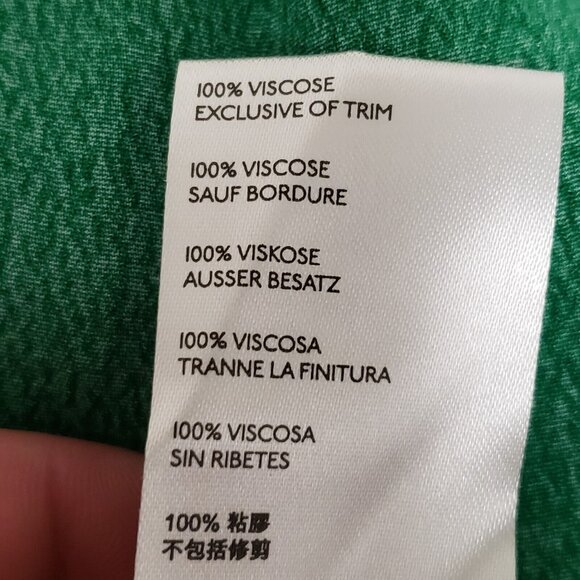 100% VISCOSE
EXCLUSIVE OF TRIM
100% VISCOSE
SAUF BORDURE
100% VISKOSE
AUSSER BESATZ
100% VISCOSA
TRANNE LA FINITURA
100% VISCOSA
SIN RIBETES
100% 粘膠
不包括修剪